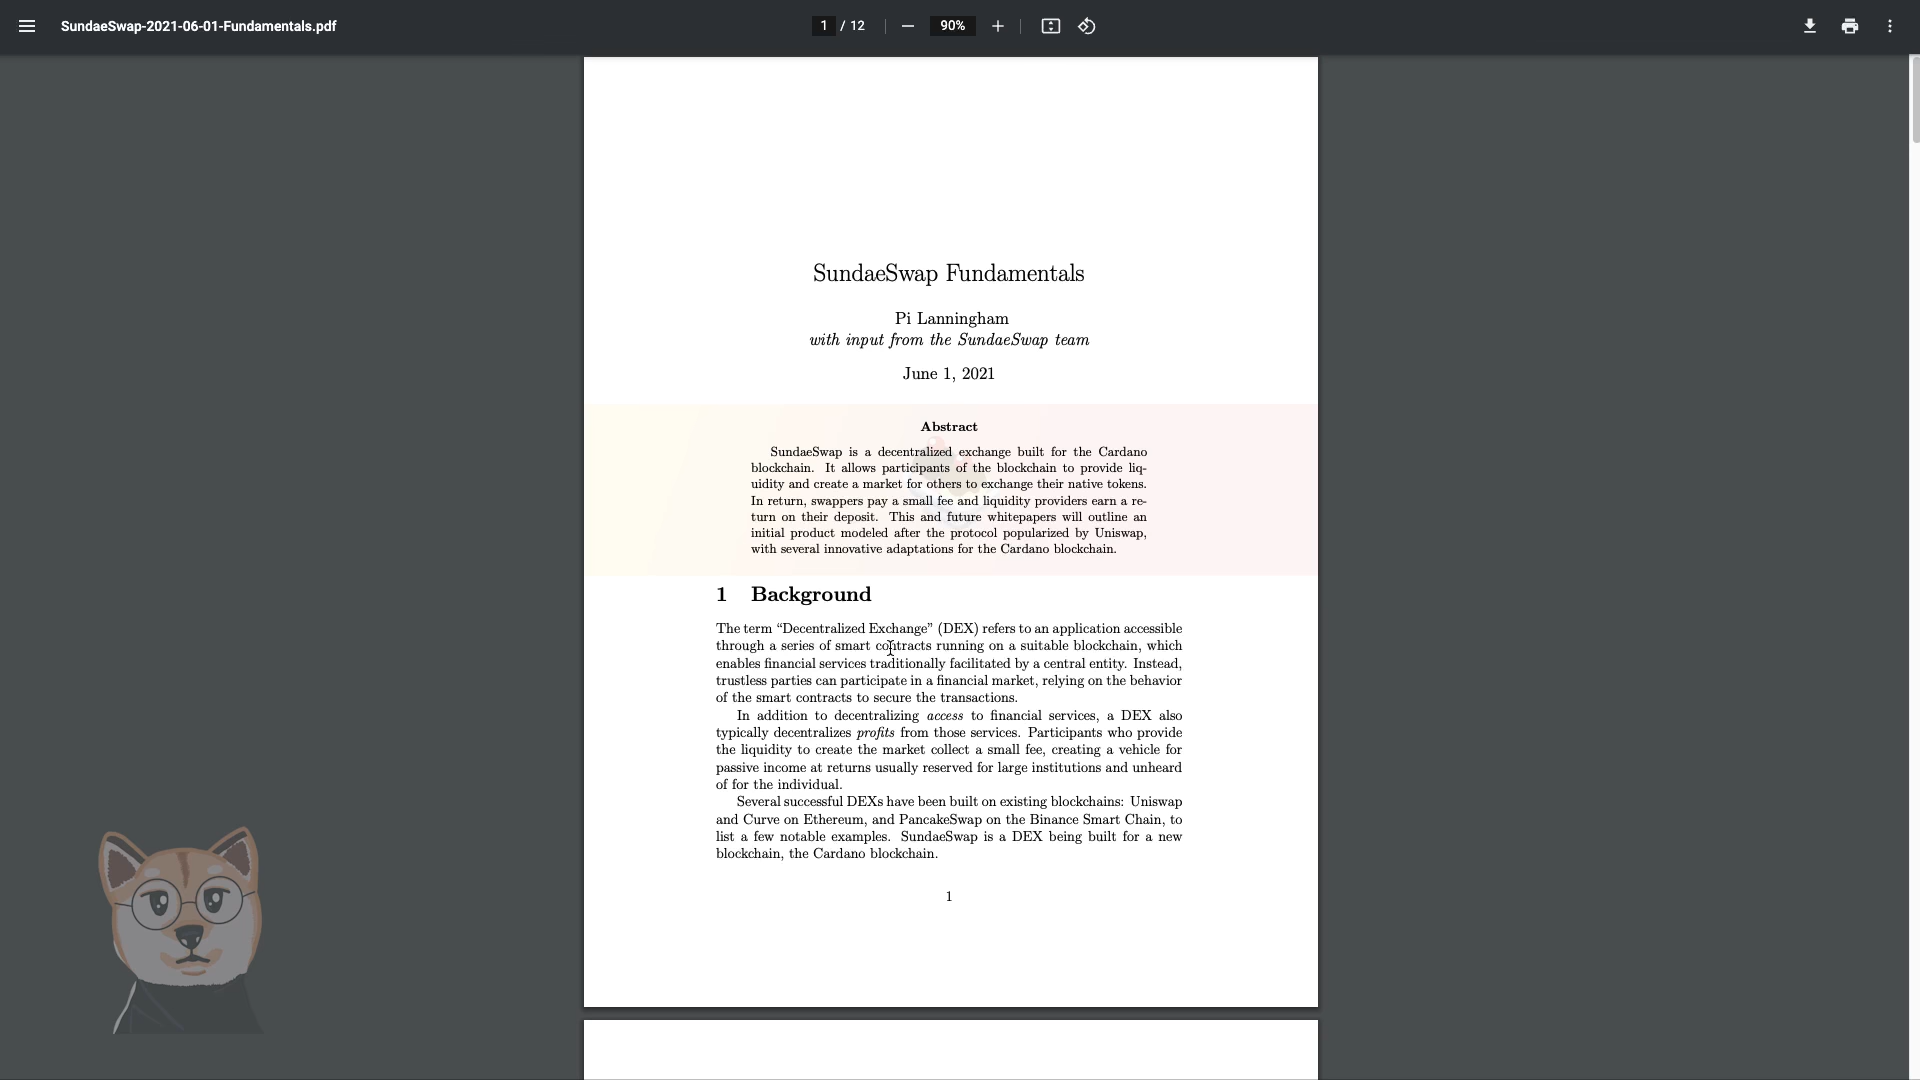 SundaeSwap-2021-06-01-Fundamentals.pdf
1 / 12
90%
SundaeSwap Fundamentals
Pi Lanningham
with input from the SundaeSwap team
June 1, 2021
Abstract
SundaeSwap is a decentralized exchange built for the Cardano
blockchain. It allows participants of the blockchain to provide liq-
uidity and create a market for others to exchange their native tokens.
In return, swappers pay a small fee and liquidity providers earn a re-
turn on their deposit. This and future whitepapers will outline an
initial product modeled after the protocol popularized by Uniswap,
with several innovative adaptations for the Cardano blockchain.
1 Background
The term “Decentralized Exchange” (DEX) refers to an application accessible
through a series of smart contracts running on a suitable blockchain, which
enables financial services traditionally facilitated by a central entity. Instead,
trustless parties can participate in a financial market, relying on the behavior
of the smart contracts to secure the transactions.
In addition to decentralizing access to financial services, a DEX also
typically decentralizes profits from those services. Participants who provide
the liquidity to create the market collect a small fee, creating a vehicle for
passive income at returns usually reserved for large institutions and unheard
of for the individual.
Several successful DEXs have been built on existing blockchains: Uniswap
and Curve on Ethereum, and PancakeSwap on the Binance Smart Chain, to
list a few notable examples. SundaeSwap is a DEX being built for a new
blockchain, the Cardano blockchain.
1